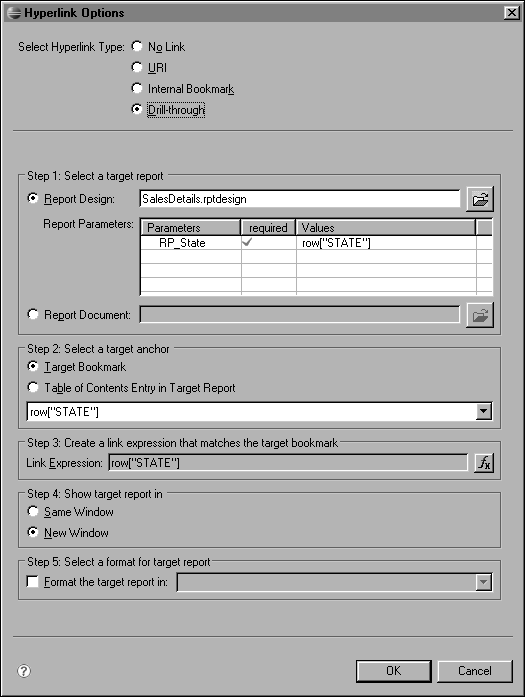 Hyperlink Options
Select Hyperlink Type: No Link
URI
Internal Bookmark
Drill-through
Step 1: Select a target report
Report Design: SalesDetails.rptdesign
Report Parameters: Parameters required Values
RP_State row["STATE"]
Report Document:
Step 2: Select a target anchor
Target Bookmark
Table of Contents Entry in Target Report
row["STATE"]
Step 3: Create a link expression that matches the target bookmark
Link Expression: row["STATE"] fx
Step 4: Show target report in
Same Window
New Window
Step 5: Select a format for target report
Format the target report in:
? OK Cancel